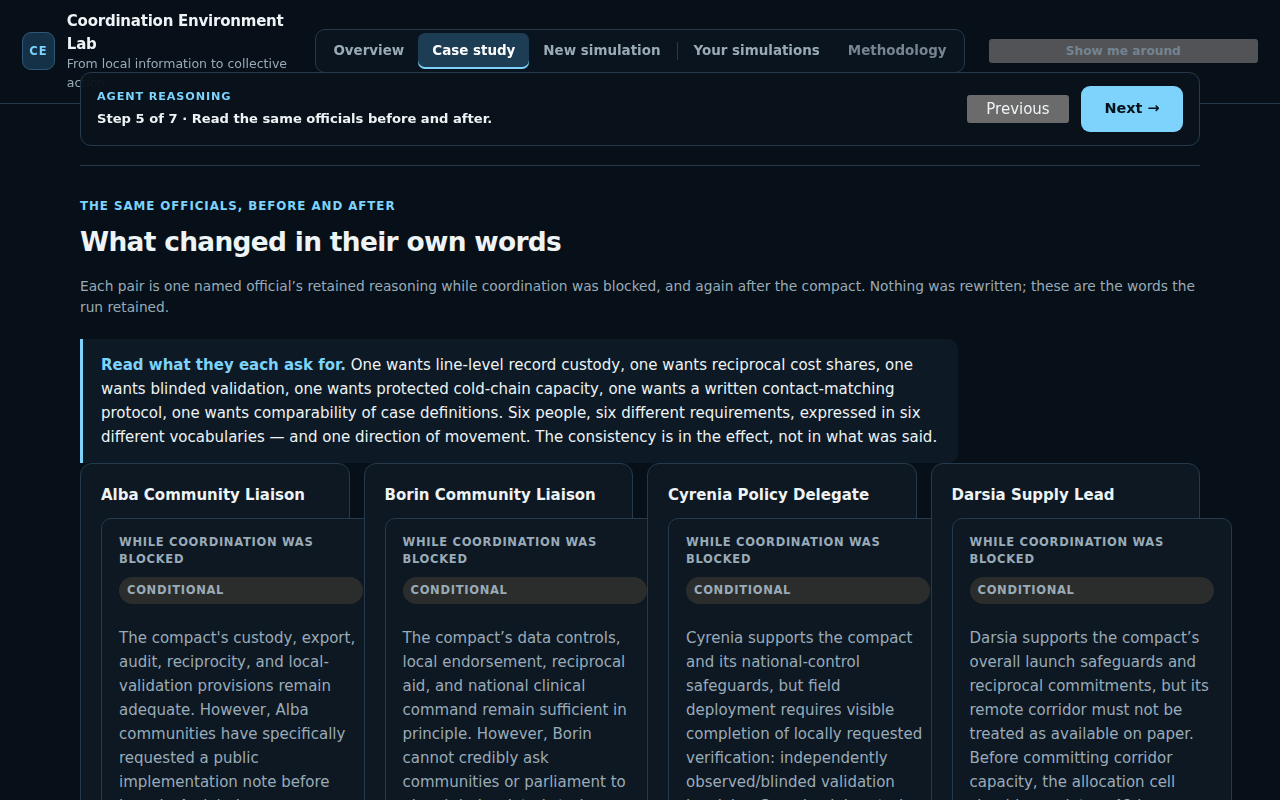 CE
Coordination Environment
Lab
From local information to collective
Overview
Case study
New simulation
Your simulations
Methodology
Show me around
AGENT REASONING
Step 5 of 7 · Read the same officials before and after.
Previous
Next →
THE SAME OFFICIALS, BEFORE AND AFTER
What changed in their own words
Each pair is one named official’s retained reasoning while coordination was blocked, and again after the compact. Nothing was rewritten; these are the words the
run retained.
Read what they each ask for. One wants line-level record custody, one wants reciprocal cost shares, one
wants blinded validation, one wants protected cold-chain capacity, one wants a written contact-matching
protocol, one wants comparability of case definitions. Six people, six different requirements, expressed in six
different vocabularies — and one direction of movement. The consistency is in the effect, not in what was said.
Alba Community Liaison
WHILE COORDINATION WAS
BLOCKED
CONDITIONAL
The compact's custody, export,
audit, reciprocity, and local-
validation provisions remain
adequate. However, Alba
communities have specifically
requested a public
implementation note before
Borin Community Liaison
WHILE COORDINATION WAS
BLOCKED
CONDITIONAL
The compact’s data controls,
local endorsement, reciprocal
aid, and national clinical
command remain sufficient in
principle. However, Borin
cannot credibly ask
communities or parliament to
Cyrenia Policy Delegate
WHILE COORDINATION WAS
BLOCKED
CONDITIONAL
Cyrenia supports the compact
and its national-control
safeguards, but field
deployment requires visible
completion of locally requested
verification: independently
observed/blinded validation
Darsia Supply Lead
WHILE COORDINATION WAS
BLOCKED
CONDITIONAL
Darsia supports the compact’s
overall launch safeguards and
reciprocal commitments, but its
remote corridor must not be
treated as available on paper.
Before committing corridor
capacity, the allocation cell